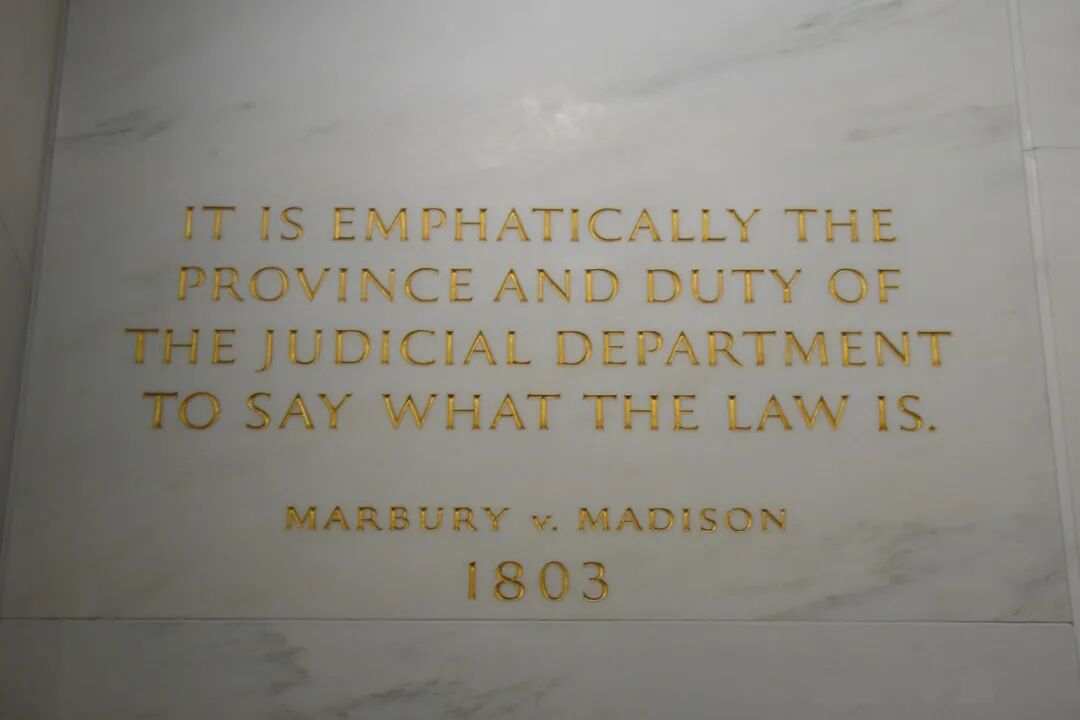 IT IS EMPHATICALLY THE
PROVINCE AND DUTY OF
THE JUDICIAL DEPARTMENT
TO SAY WHAT THE LAW IS.
MARBURY v. MADISON
1803